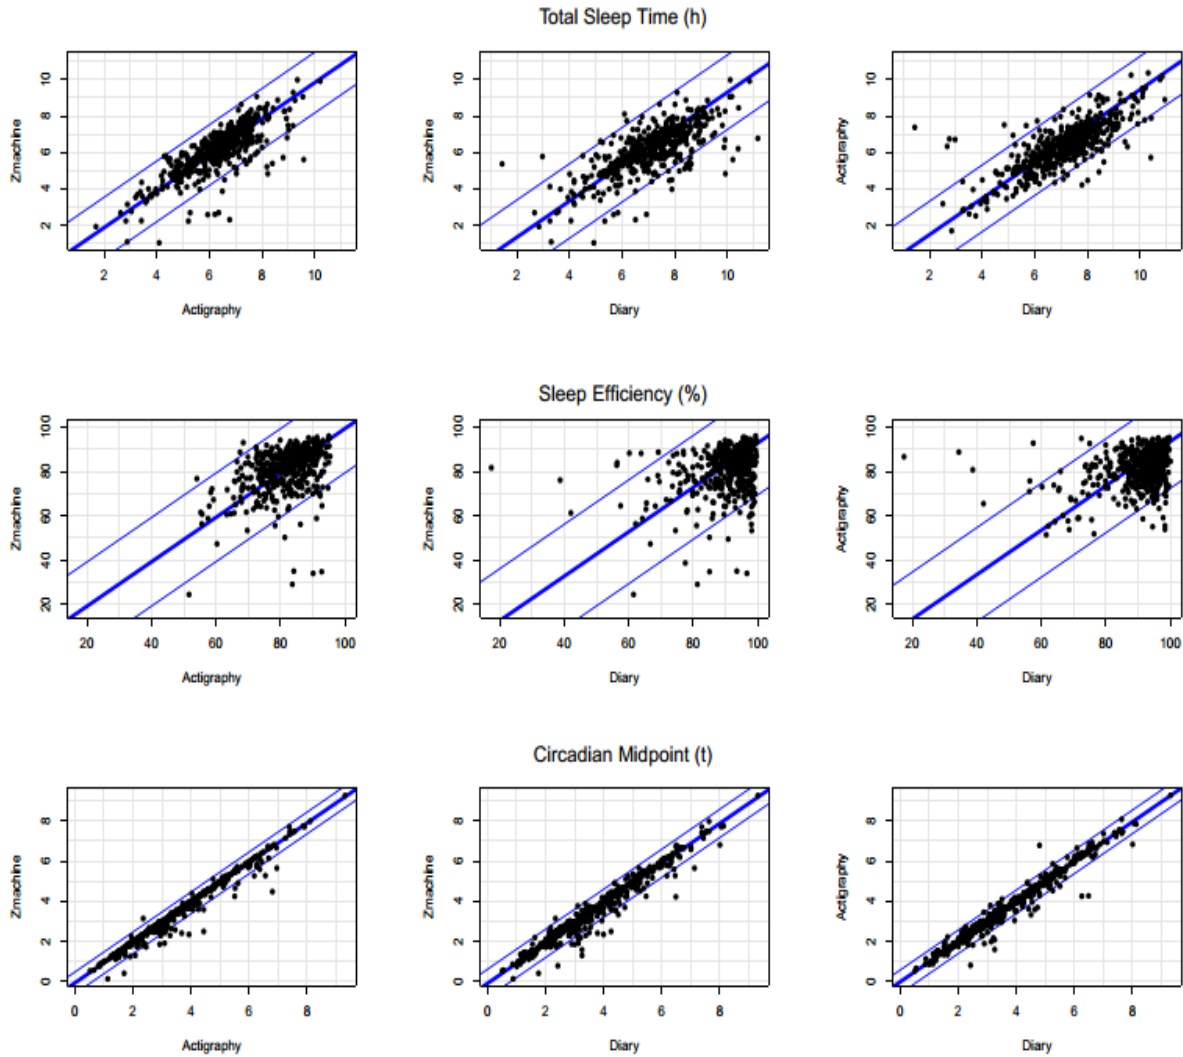 Total Sleep Time (h)
10
8
6
4
2
Zmachine
2 4 6 8 10
Actigraphy
10
8
6
4
2
Zmachine
2 4 6 8 10
Diary
10
8
6
4
2
Actigraphy
2 4 6 8 10
Diary
Sleep Efficiency (%)
100
80
60
40
20
Zmachine
20 40 60 80 100
Actigraphy
100
80
60
40
20
Zmachine
20 40 60 80 100
Diary
100
80
60
40
20
Actigraphy
20 40 60 80 100
Diary
Circadian Midpoint (t)
8
6
4
2
0
Zmachine
0 2 4 6 8
Actigraphy
8
6
4
2
0
Zmachine
0 2 4 6 8
Diary
8
6
4
2
0
Actigraphy
0 2 4 6 8
Diary